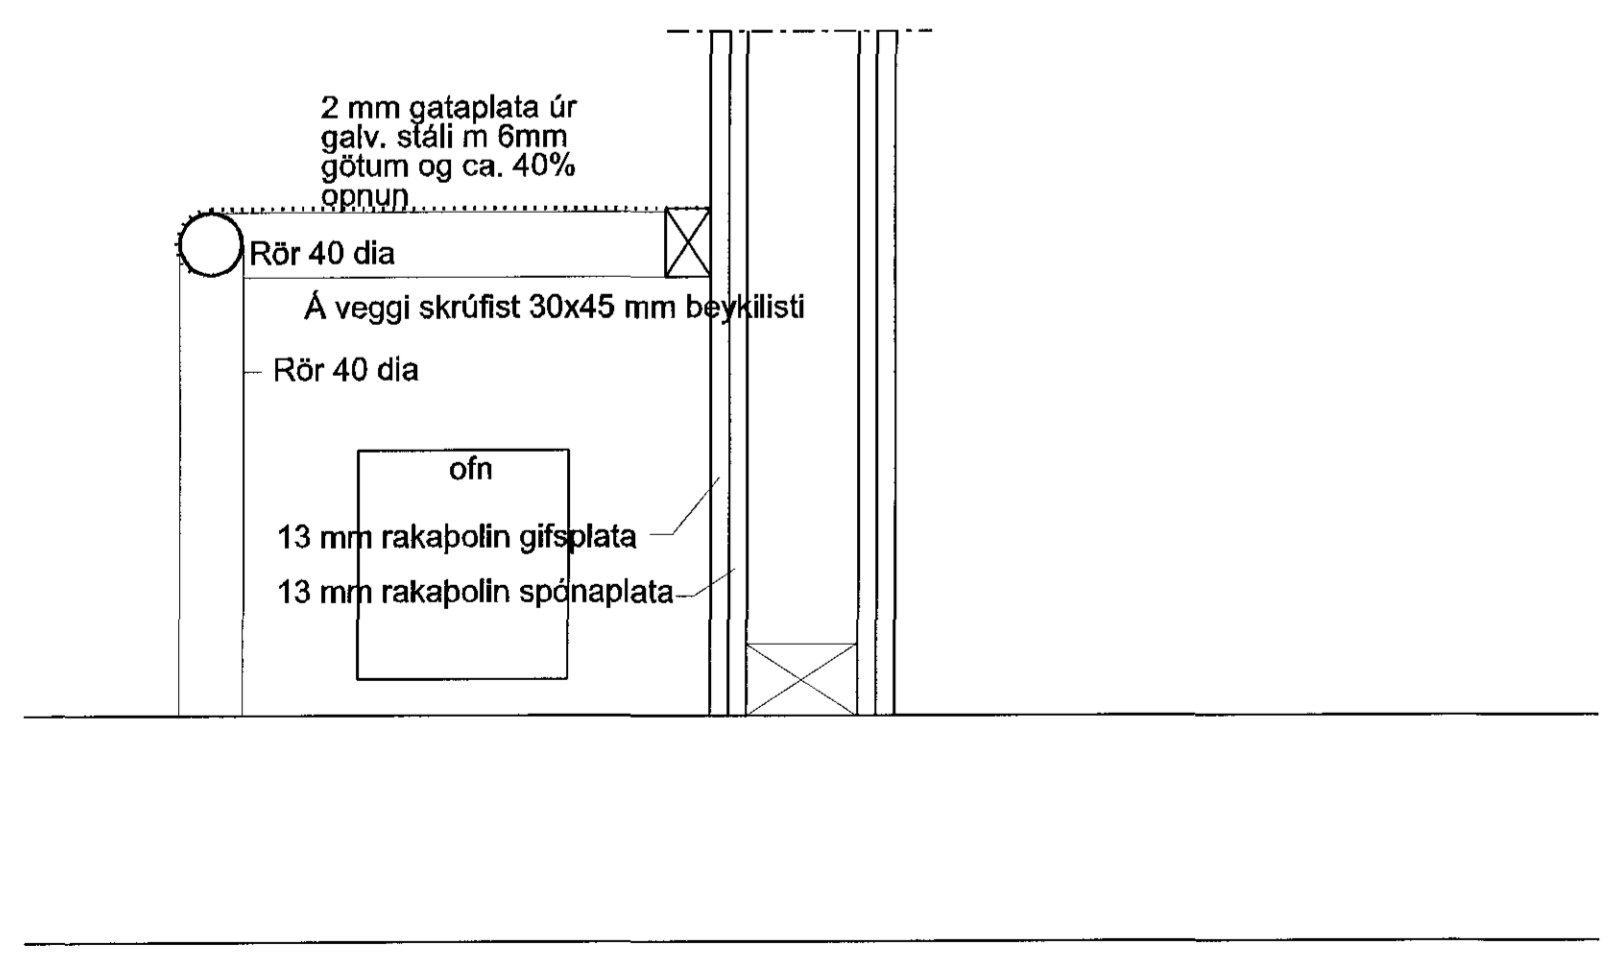 2 mm gataplata úr
galv. stáli m 6mm
götum og ca. 40%
opnun
Rör 40 dia
Á veggi skrúfist 30x45 mm beykilisti
Rör 40 dia
ofn
13 mm rakaþolin gifsplata
13 mm rakaþolin spónaplata